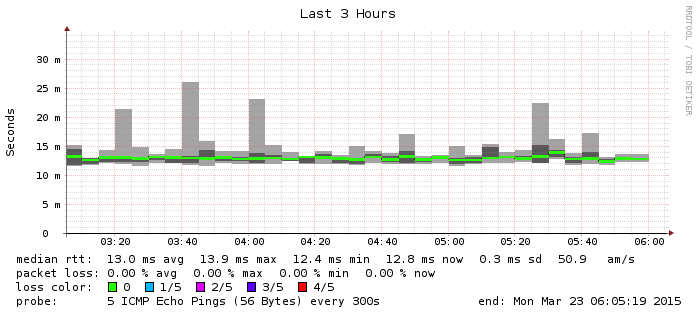 Last 3 Hours
RRDTOOL / TOBI OETIKER
Seconds
30 m
25 m
20 m
15 m
10 m
5 m
0
03:20 03:40 04:00 04:20 04:40 05:00 05:20 05:40 06:00
median rtt: 13.0 ms avg 13.9 ms max 12.4 ms min 12.8 ms now 0.3 ms sd 50.9 am/s
packet loss: 0.00 % avg 0.00 % max 0.00 % min 0.00 % now
loss color: 0 1/5 2/5 3/5 4/5
probe: 5 ICMP Echo Pings (56 Bytes) every 300s end: Mon Mar 23 06:05:19 2015